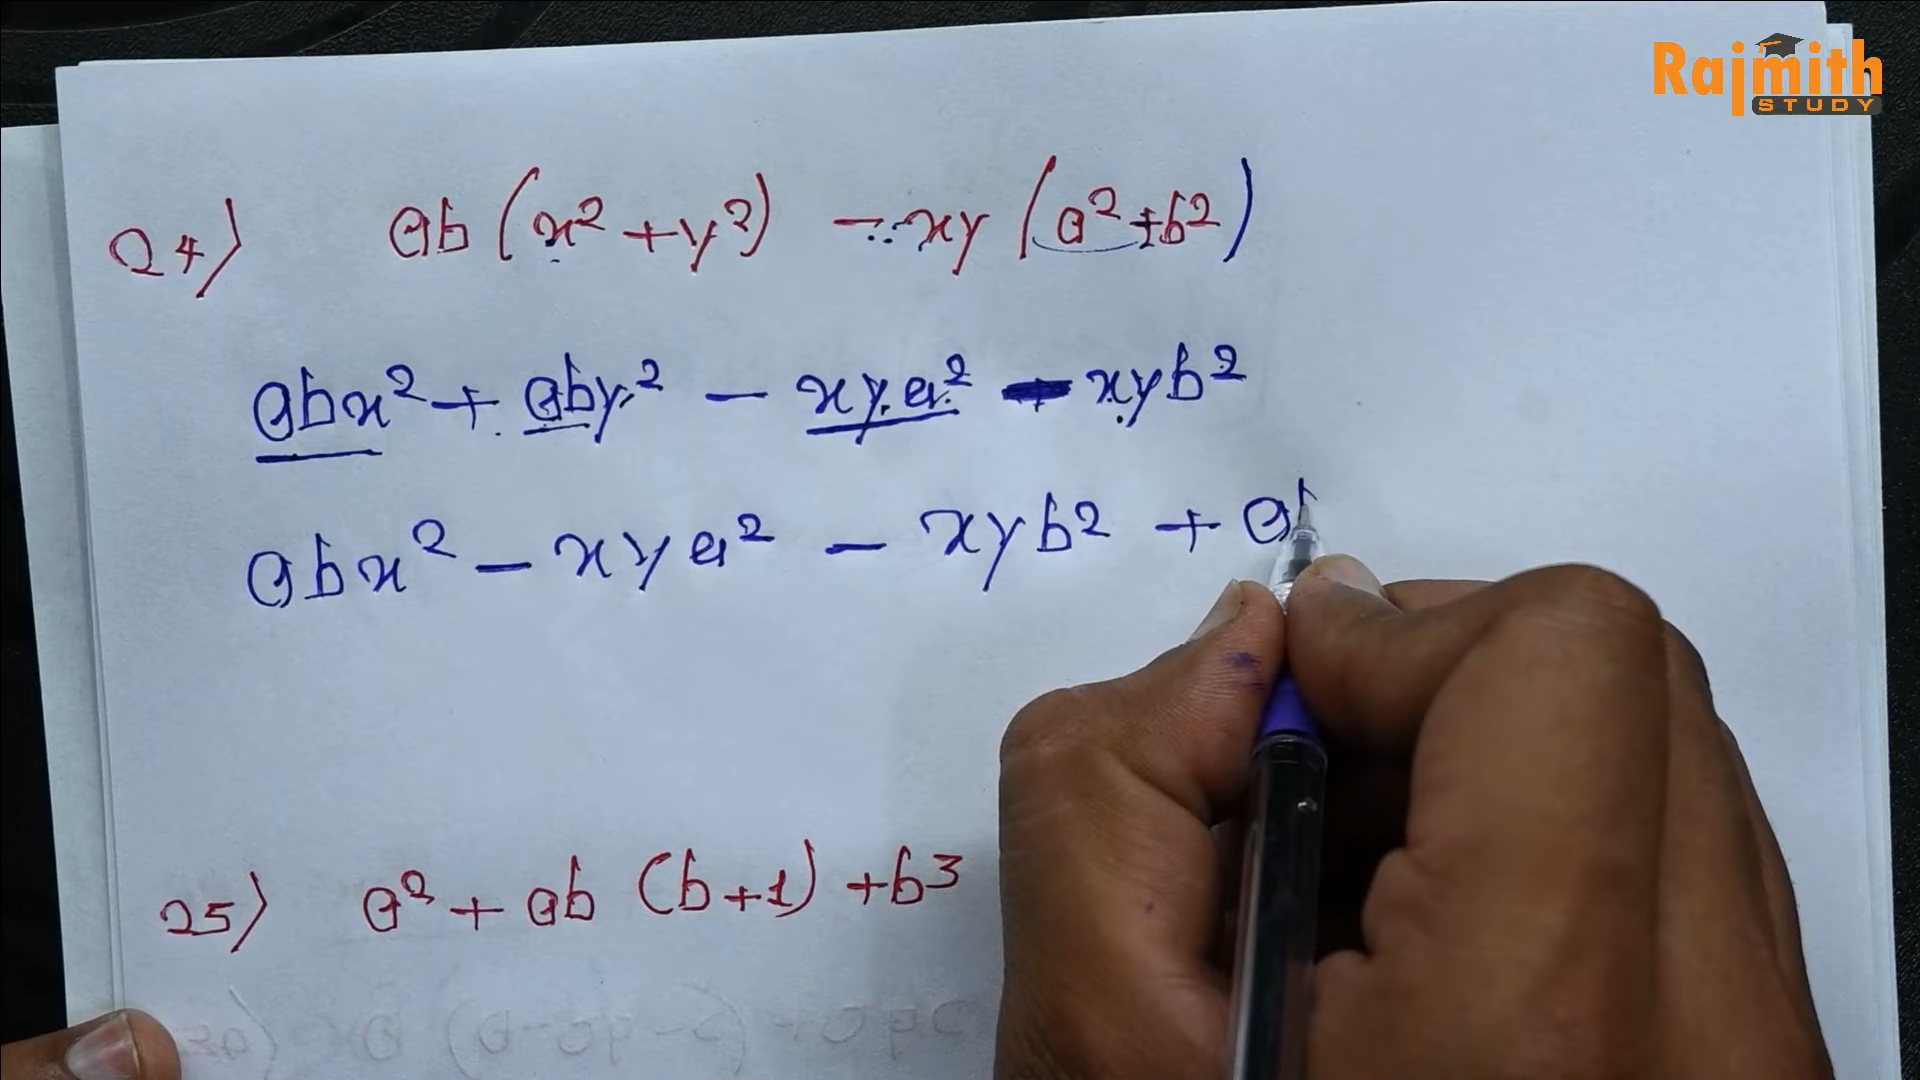 Rajmith
STUDY
24) ab (x²+y²) - xy (a²+b²)
abx² + aby² - xya² - xyb²
abx² - xya² - xyb² + ab
25) a² + ab (b+1) +b³